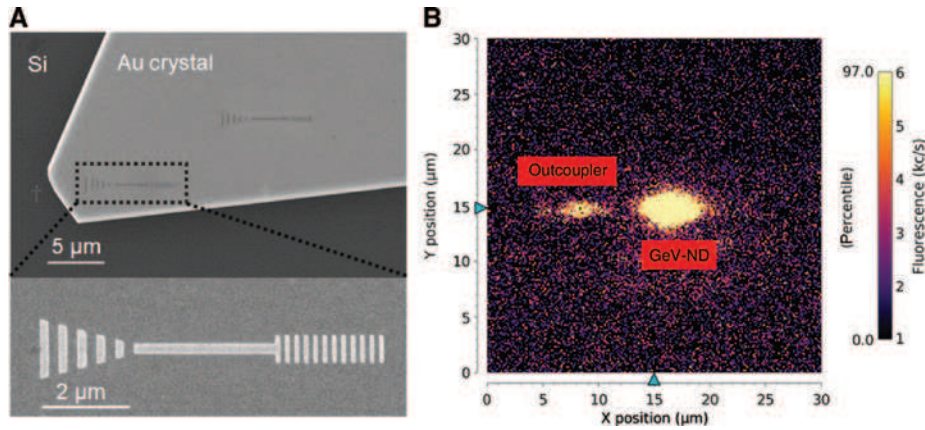 A
Si
Au crystal
5 μm
2 μm
B
30
25
20
15
10
5
0
Y position (μm)
0
5
10
15
20
25
30
X position (μm)
Outcoupler
GeV-ND
97.0
0.0
(Percentile)
6
5
4
3
2
1
Fluorescence (kc/s)